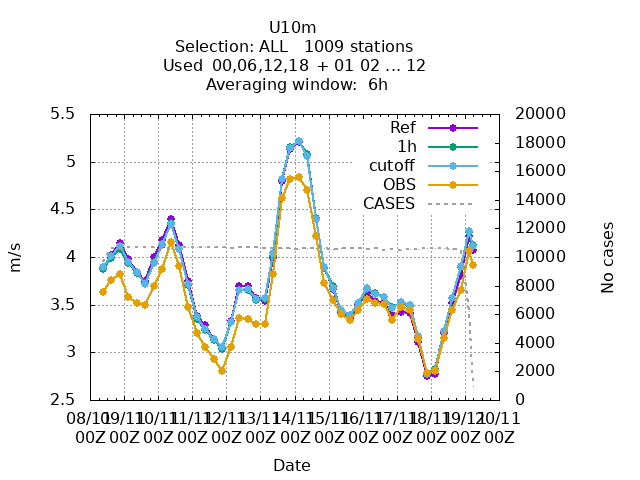 U10m
Selection: ALL   1009 stations
Used  00,06,12,18  + 01 02 ... 12
Averaging window:  6h
5.5
5
4.5
4
3.5
3
2.5
m/s
20000
18000
16000
14000
12000
10000
8000
6000
4000
2000
0
No cases
Ref
1h
cutoff
OBS
CASES
08/10 09/11 10/11 11/11 12/11 13/11 14/11 15/11 16/11 17/11 18/11 19/12 20/11
00Z 00Z 00Z 00Z 00Z 00Z 00Z 00Z 00Z 00Z 00Z 00Z 00Z
Date